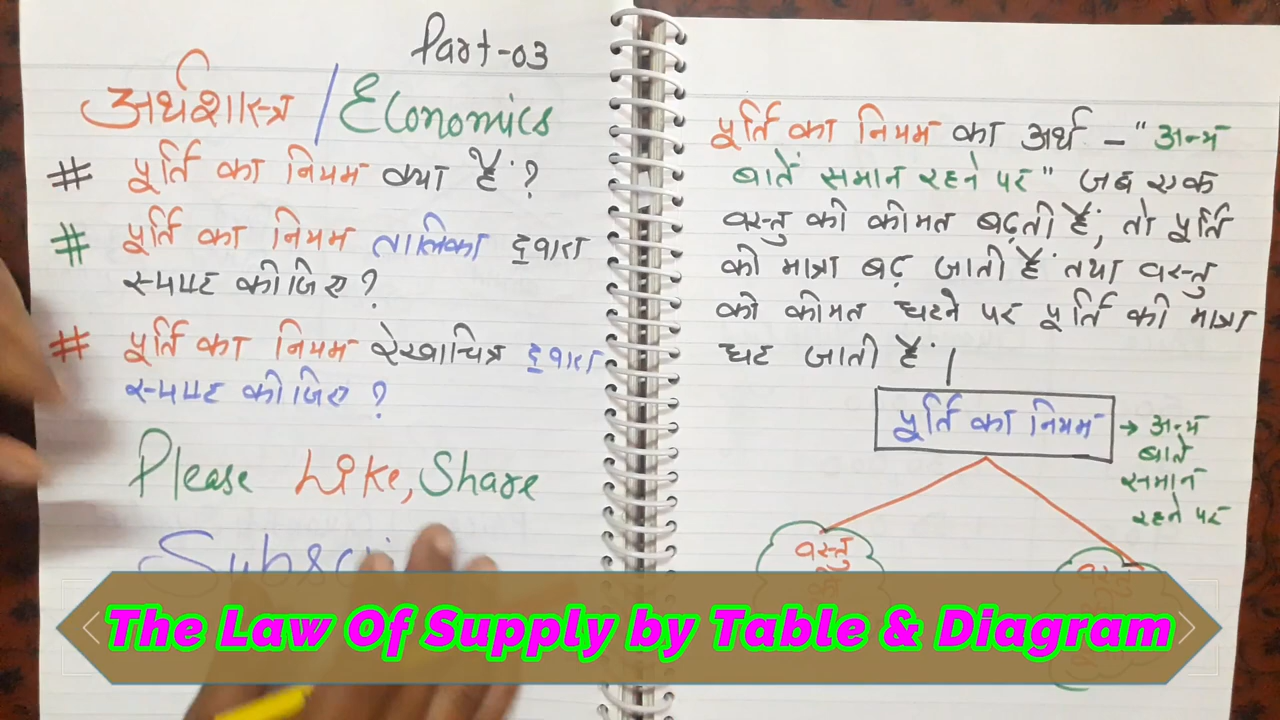 Part-03
अर्थशास्त्र / Economics
# पूर्ति का नियम क्या है ?
# पूर्ति का नियम तालिका द्वारा
स्पष्ट कीजिए ?
# पूर्ति का नियम रेखाचित्र द्वारा
स्पष्ट कीजिए ?
Please Like, Share
पूर्ति का नियम का अर्थ – "अन्य
बातें समान रहने पर" जब एक
वस्तु की कीमत बढ़ती है, तो पूर्ति
की मात्रा बढ़ जाती है तथा वस्तु
की कीमत घटने पर पूर्ति की मात्रा
घट जाती है |
पूर्ति का नियम → अन्य
बाते
समान
रहने पर
वस्तु
The Law Of Supply by Table & Diagram